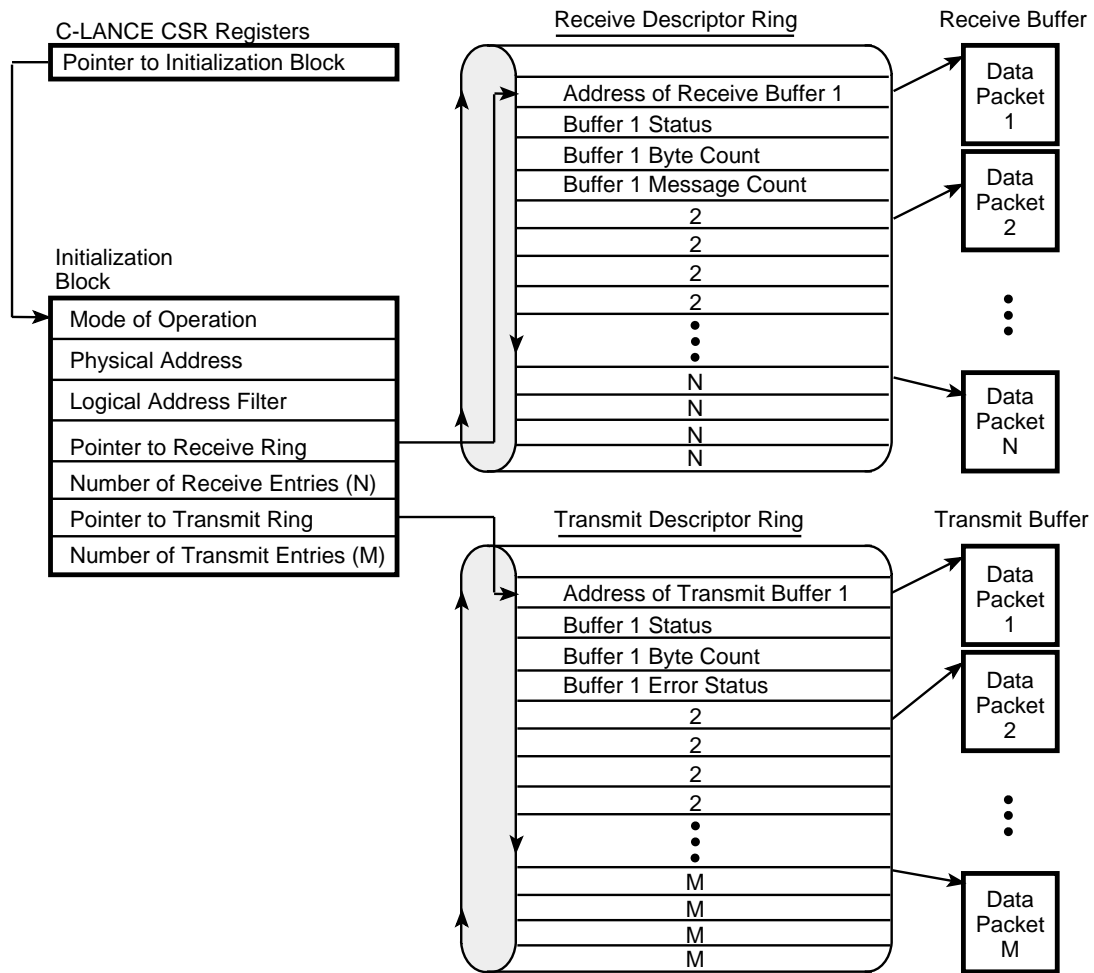 C-LANCE CSR Registers
Pointer to Initialization Block
Initialization
Block
Mode of Operation
Physical Address
Logical Address Filter
Pointer to Receive Ring
Number of Receive Entries (N)
Pointer to Transmit Ring
Number of Transmit Entries (M)
Receive Descriptor Ring
Address of Receive Buffer 1
Buffer 1 Status
Buffer 1 Byte Count
Buffer 1 Message Count
2
2
2
2
N
N
N
N
Receive Buffer
Data
Packet
1
Data
Packet
2
Data
Packet
N
Transmit Descriptor Ring
Address of Transmit Buffer 1
Buffer 1 Status
Buffer 1 Byte Count
Buffer 1 Error Status
2
2
2
2
M
M
M
M
Transmit Buffer
Data
Packet
1
Data
Packet
2
Data
Packet
M